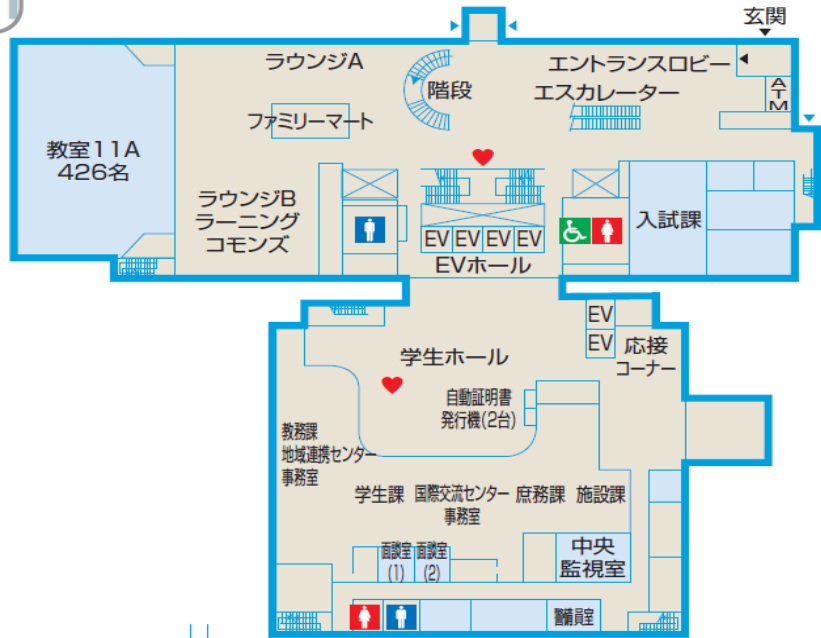 玄関
ラウンジA
エントランスロビー
階段
エスカレーター
ATM
ファミリーマート
教室11A
426名
ラウンジB
ラーニング
コモンズ
入試課
EV EV EV EV
EVホール
EV
EV
応接
コーナー
学生ホール
自動証明書
発行機(2台)
教務課
地域連携センター
事務室
学生課
国際交流センター
事務室
庶務課
施設課
面談室
(1)
面談室
(2)
中央
監視室
警備員室